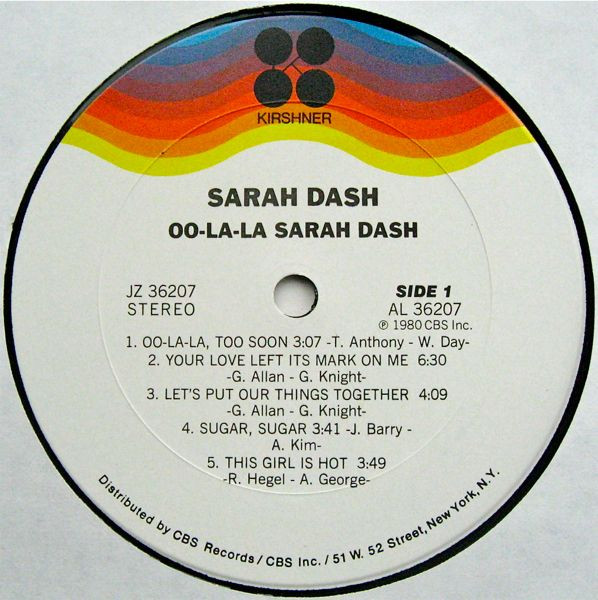 KIRSHNER
SARAH DASH
OO-LA-LA SARAH DASH
JZ 36207
STEREO
SIDE 1
AL 36207
℗ 1980 CBS Inc.
1. OO-LA-LA, TOO SOON 3:07 -T. Anthony - W. Day-
2. YOUR LOVE LEFT ITS MARK ON ME 6:30
-G. Allan - G. Knight-
3. LET'S PUT OUR THINGS TOGETHER 4:09
-G. Allan - G. Knight-
4. SUGAR, SUGAR 3:41 -J. Barry -
A. Kim-
5. THIS GIRL IS HOT 3:49
-R. Hegel - A. George-
Distributed by CBS Records / CBS Inc. / 51 W. 52 Street, New York, N.Y.